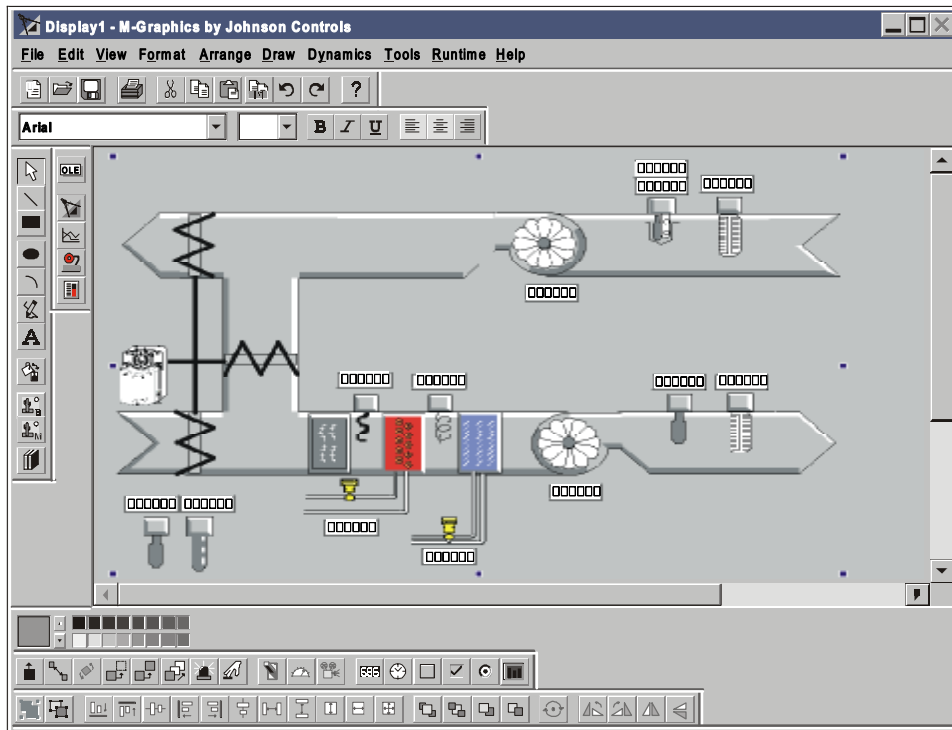 Display1 - M-Graphics by Johnson Controls
File Edit View Format Arrange Draw Dynamics Tools Runtime Help
?
Arial
B I U
OLE
A
B
M